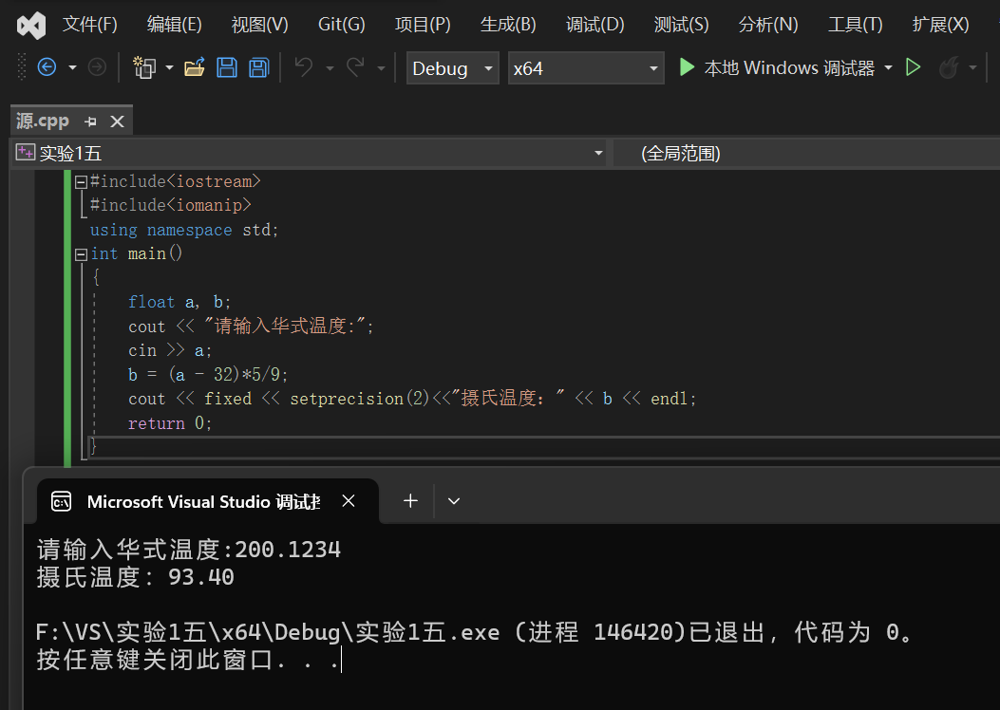 文件(F) 编辑(E) 视图(V) Git(G) 项目(P) 生成(B) 调试(D) 测试(S) 分析(N) 工具(T) 扩展(X)
Debug x64 本地 Windows 调试器
源.cpp
实验1五 (全局范围)
#include<iostream>
#include<iomanip>
using namespace std;
int main()
{
float a, b;
cout << "请输入华式温度:";
cin >> a;
b = (a - 32)*5/9;
cout << fixed << setprecision(2)<<"摄氏温度：" << b << endl;
return 0;
}
Microsoft Visual Studio 调试
请输入华式温度:200.1234
摄氏温度：93.40
F:\VS\实验1五\x64\Debug\实验1五.exe (进程 146420)已退出，代码为 0。
按任意键关闭此窗口. . .